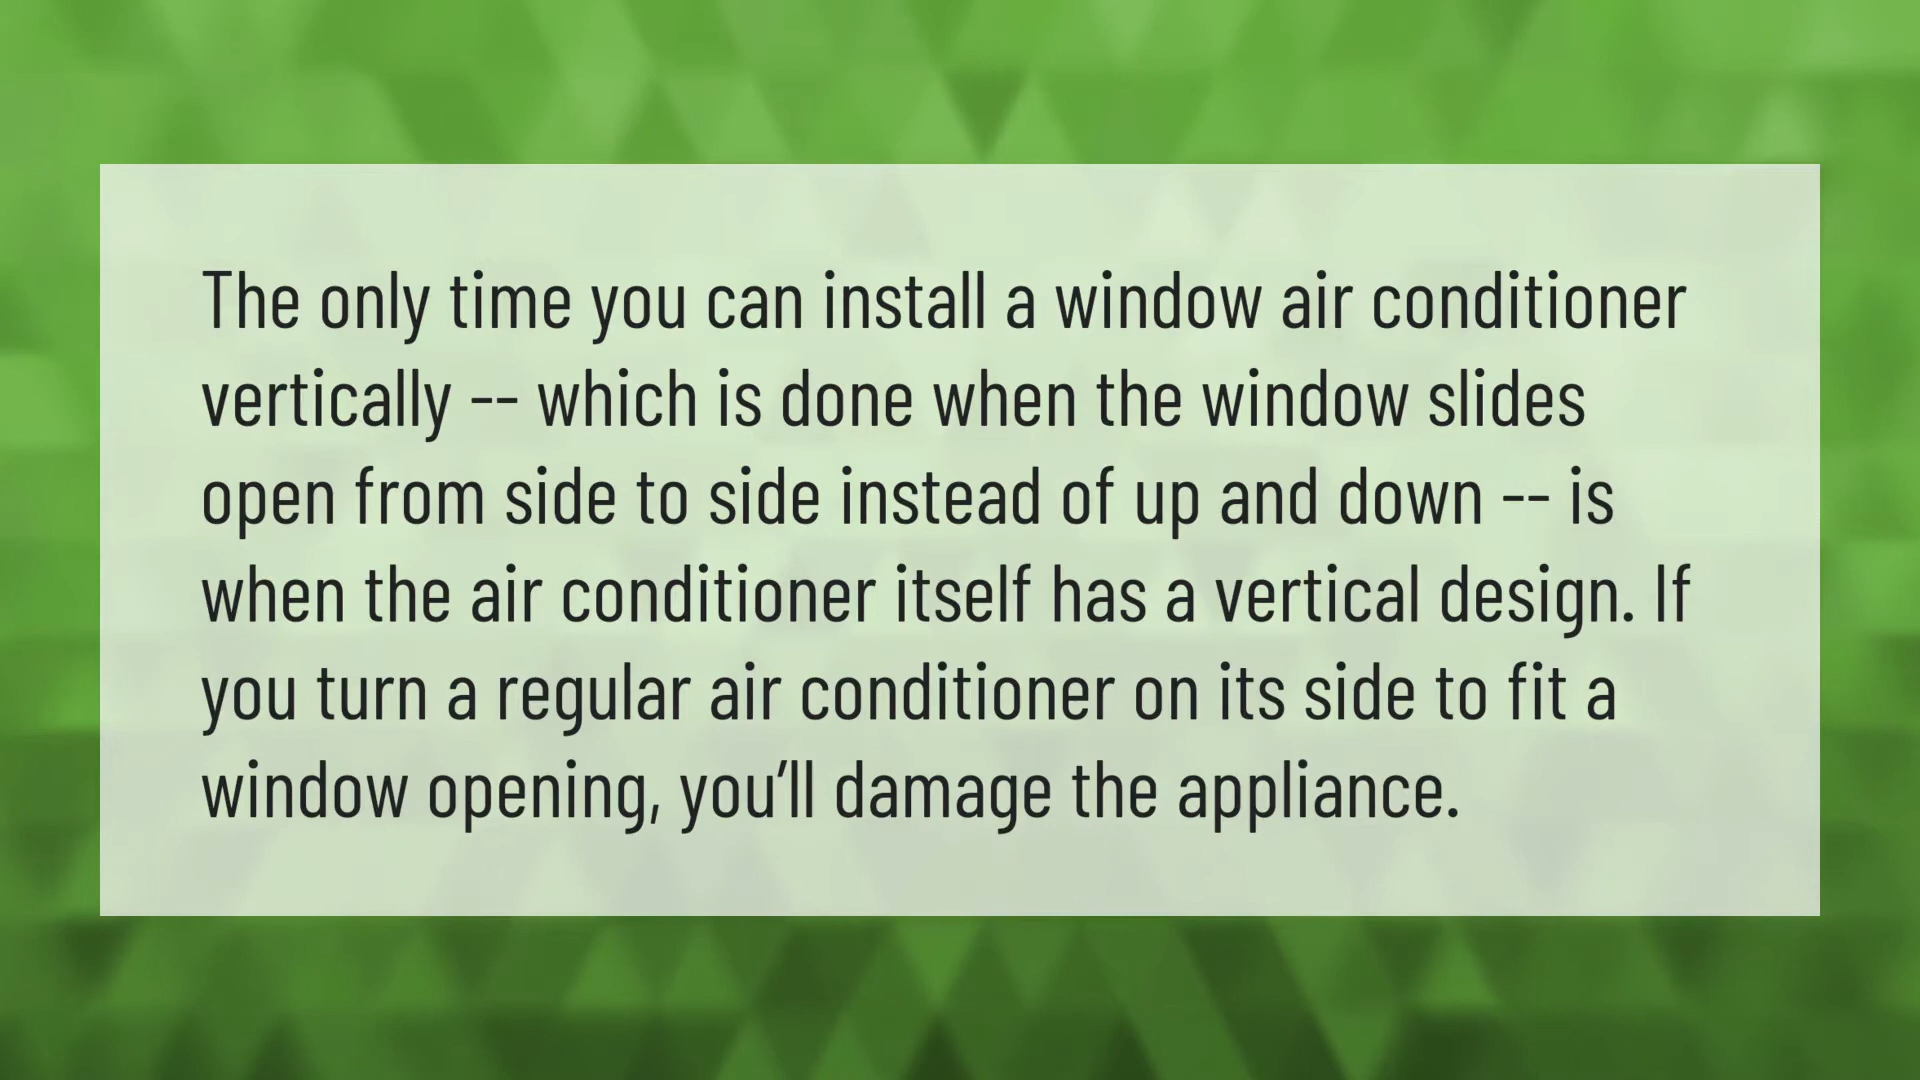 The only time you can install a window air conditioner
vertically -- which is done when the window slides
open from side to side instead of up and down -- is
when the air conditioner itself has a vertical design. If
you turn a regular air conditioner on its side to fit a
window opening, you’ll damage the appliance.